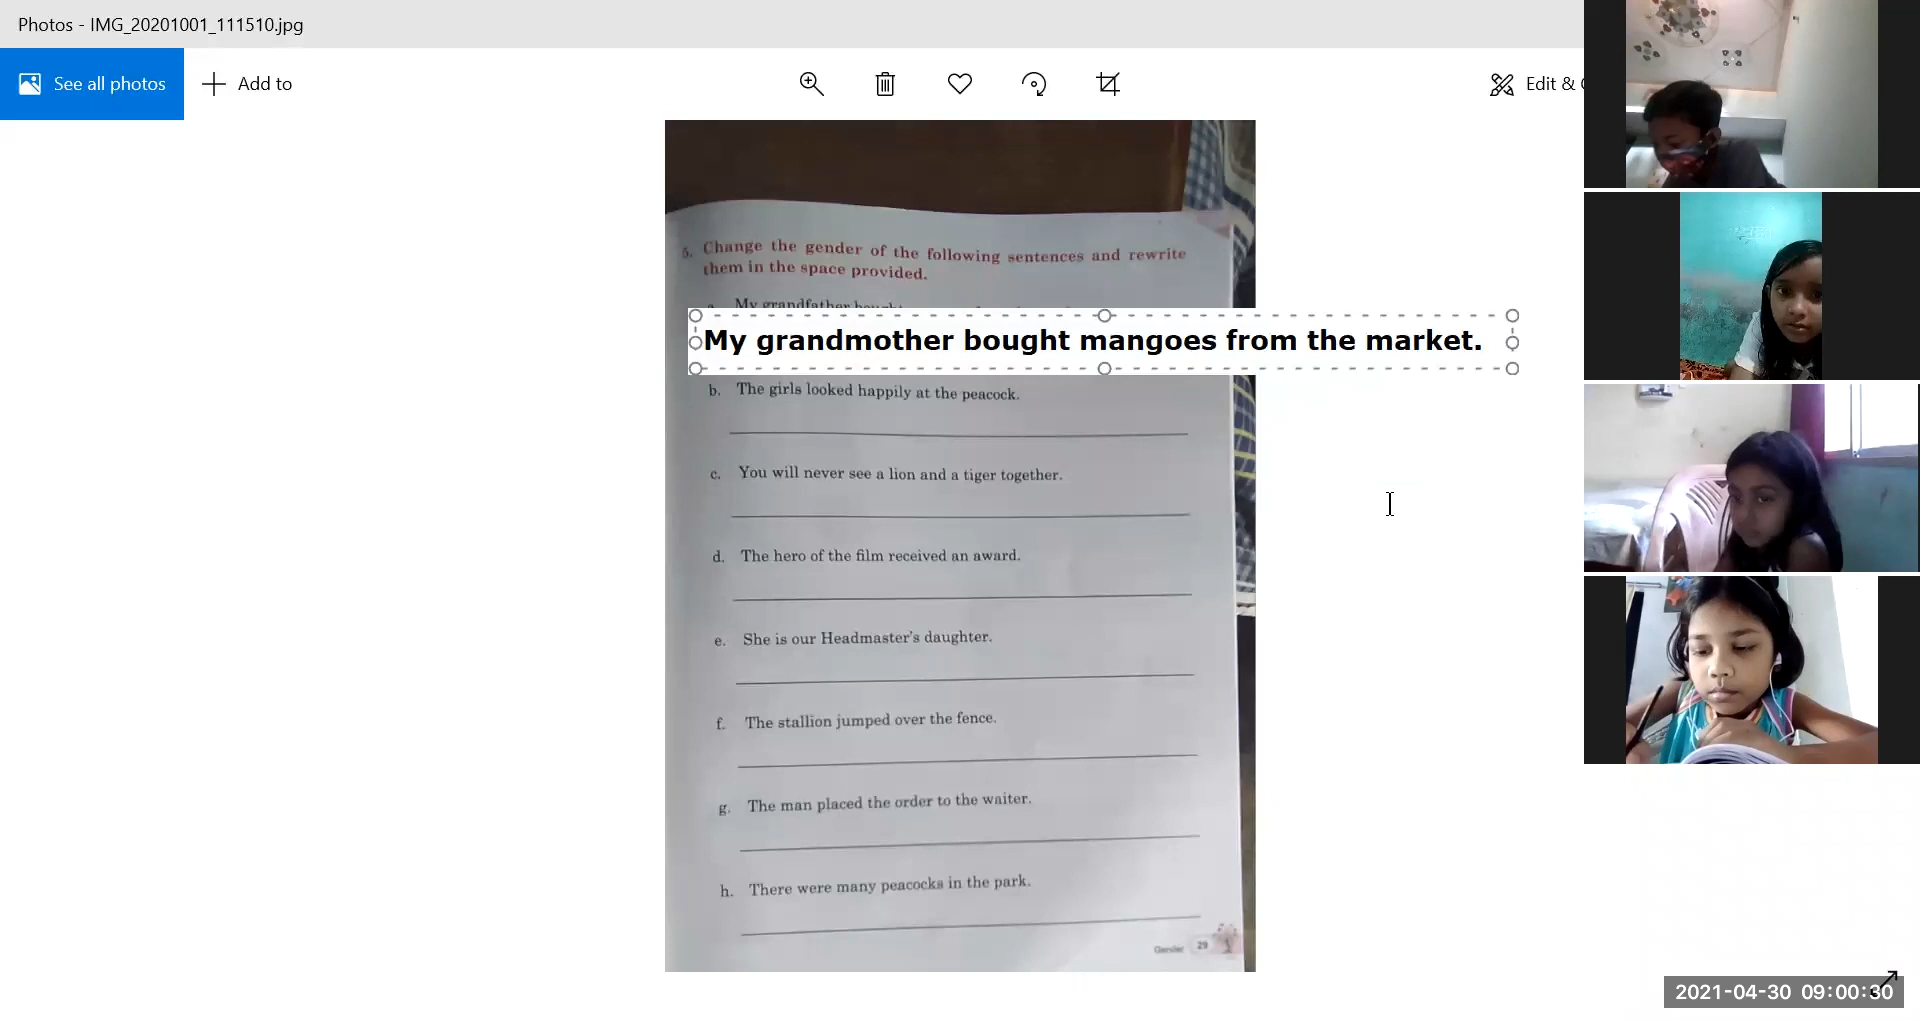 Photos - IMG_20201001_111510.jpg
See all photos
Add to
Edit &
5. Change the gender of the following sentences and rewrite
them in the space provided.
My grandfather
My grandmother bought mangoes from the market.
b. The girls looked happily at the peacock.
c. You will never see a lion and a tiger together.
d. The hero of the film received an award.
e. She is our Headmaster's daughter.
f. The stallion jumped over the fence.
g. The man placed the order to the waiter.
h. There were many peacocks in the park.
Gender 29
2021-04-30 09:00:30